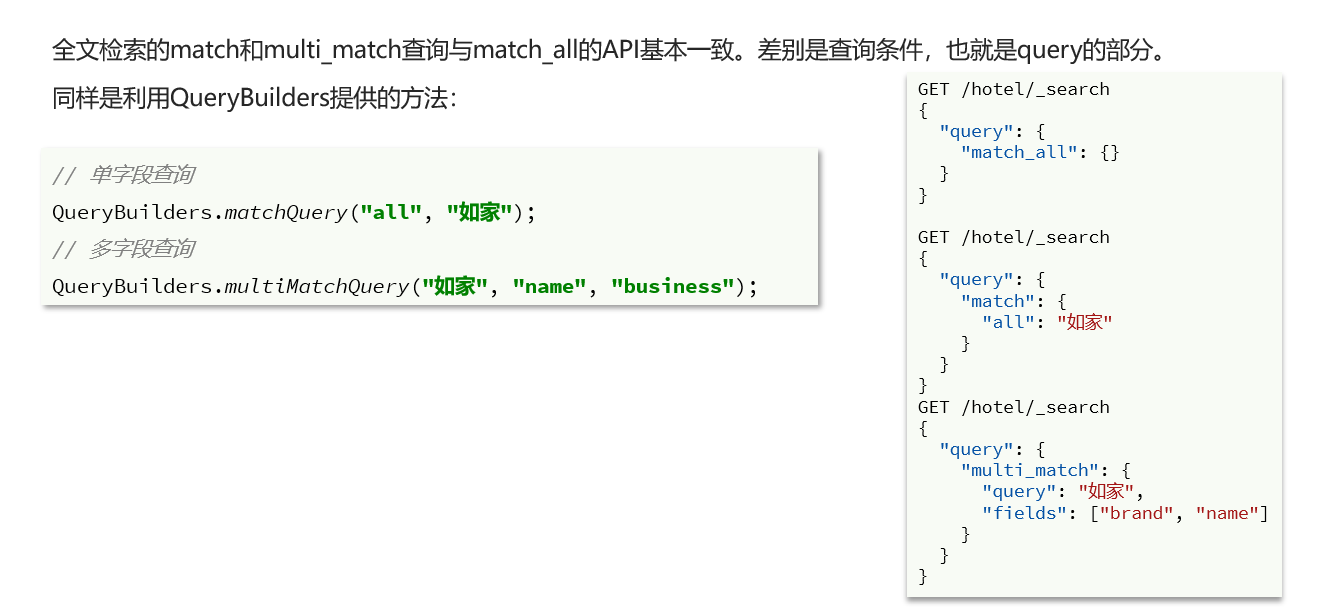 全文检索的match和multi_match查询与match_all的API基本一致。差别是查询条件，也就是query的部分。
同样是利用QueryBuilders提供的方法：
// 单字段查询
QueryBuilders.matchQuery("all", "如家");
// 多字段查询
QueryBuilders.multiMatchQuery("如家", "name", "business");
GET /hotel/_search
{
  "query": {
    "match_all": {}
  }
}
GET /hotel/_search
{
  "query": {
    "match": {
      "all": "如家"
    }
  }
}
GET /hotel/_search
{
  "query": {
    "multi_match": {
      "query": "如家",
      "fields": ["brand", "name"]
    }
  }
}